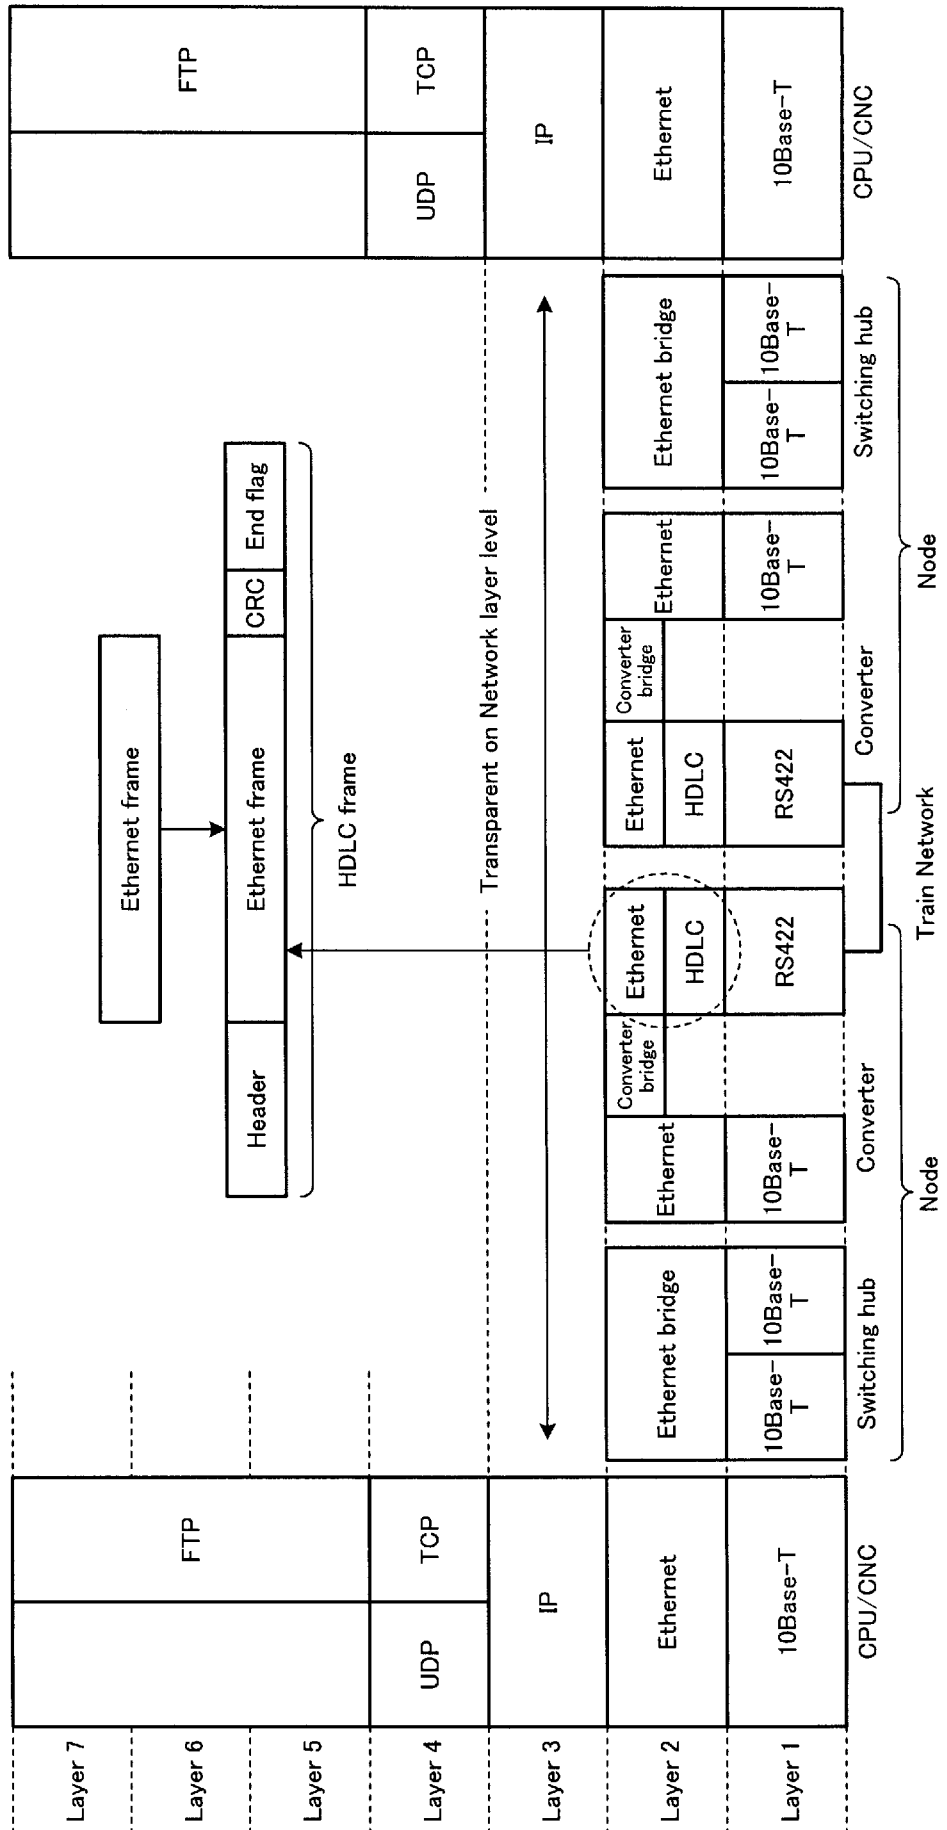 Layer 7
Layer 6
Layer 5
Layer 4
Layer 3
Layer 2
Layer 1
FTP
UDP
TCP
IP
Ethernet
10Base-T
CPU/CNC
Ethernet frame
Header
Ethernet frame
CRC
End flag
HDLC frame
Transparent on Network layer level
Ethernet bridge
10Base-
T
10Base-
T
Switching hub
Ethernet
10Base-
T
Converter
bridge
Ethernet
HDLC
RS422
Converter
Node
Train Network
Ethernet
HDLC
RS422
Converter
bridge
Ethernet
10Base-
T
Converter
Ethernet bridge
10Base-
T
10Base-
T
Switching hub
Node
FTP
UDP
TCP
IP
Ethernet
10Base-T
CPU/CNC